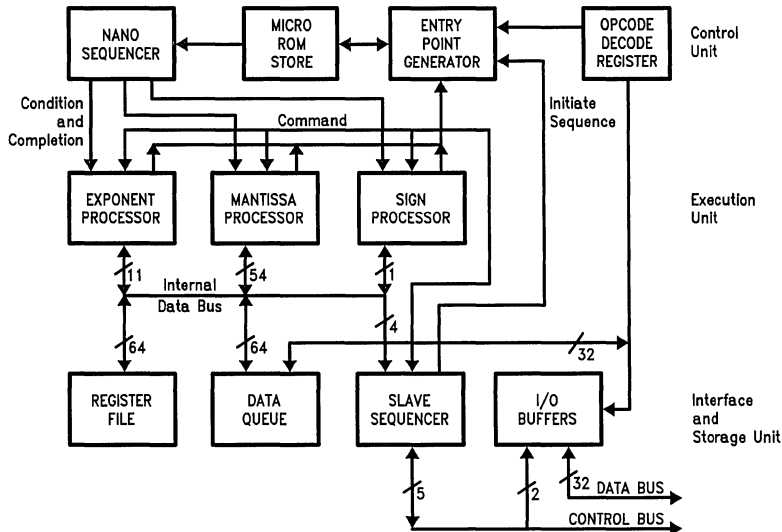 NANO
SEQUENCER
MICRO
ROM
STORE
ENTRY
POINT
GENERATOR
OPCODE
DECODE
REGISTER
Control
Unit
Condition
and
Completion
Command
Initiate
Sequence
EXPONENT
PROCESSOR
MANTISSA
PROCESSOR
SIGN
PROCESSOR
Execution
Unit
11
54
1
Internal
Data Bus
4
64
64
32
REGISTER
FILE
DATA
QUEUE
SLAVE
SEQUENCER
I/O
BUFFERS
Interface
and
Storage Unit
5
2
32
DATA BUS
CONTROL BUS